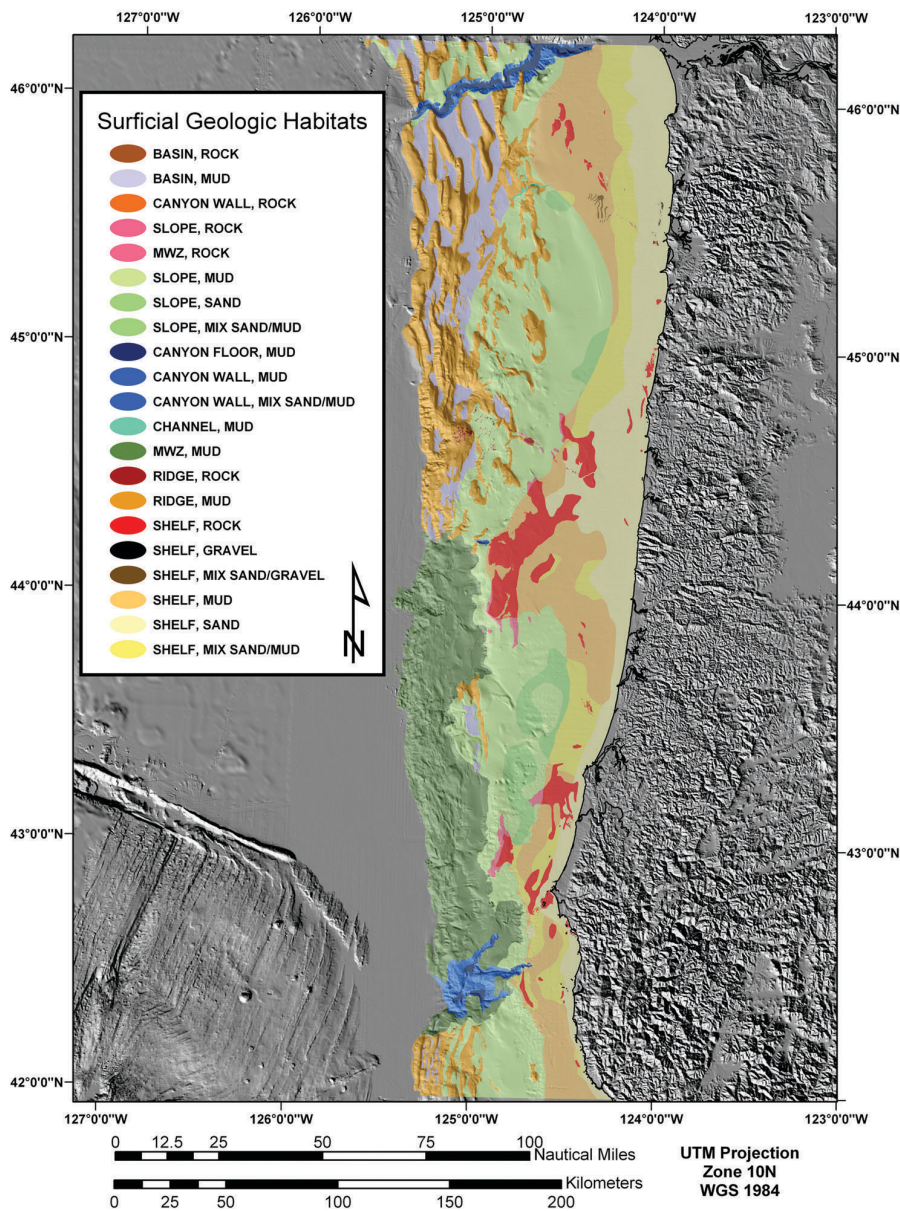 127°0'0"W 126°0'0"W 125°0'0"W 124°0'0"W 123°0'0"W
46°0'0"N
45°0'0"N
44°0'0"N
43°0'0"N
42°0'0"N
Surficial Geologic Habitats
BASIN, ROCK
BASIN, MUD
CANYON WALL, ROCK
SLOPE, ROCK
MWZ, ROCK
SLOPE, MUD
SLOPE, SAND
SLOPE, MIX SAND/MUD
CANYON FLOOR, MUD
CANYON WALL, MUD
CANYON WALL, MIX SAND/MUD
CHANNEL, MUD
MWZ, MUD
RIDGE, ROCK
RIDGE, MUD
SHELF, ROCK
SHELF, GRAVEL
SHELF, MIX SAND/GRAVEL
SHELF, MUD
SHELF, SAND
SHELF, MIX SAND/MUD
N
46°0'0"N
45°0'0"N
44°0'0"N
43°0'0"N
42°0'0"N
127°0'0"W 126°0'0"W 125°0'0"W 124°0'0"W 123°0'0"W
0 12.5 25 50 75 100
Nautical Miles
Kilometers
0 25 50 100 150 200
UTM Projection
Zone 10N
WGS 1984